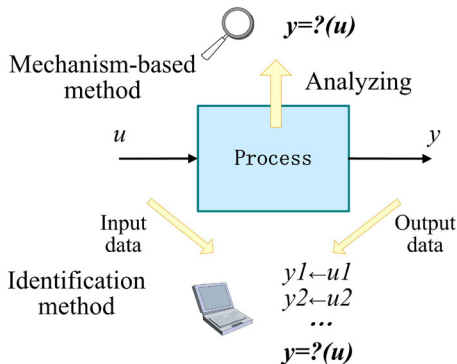 y=?(u)
Mechanism-based
method
Analyzing
u
y
Process
Input
data
Output
data
Identification
method
y1←u1
y2←u2
...
y=?(u)